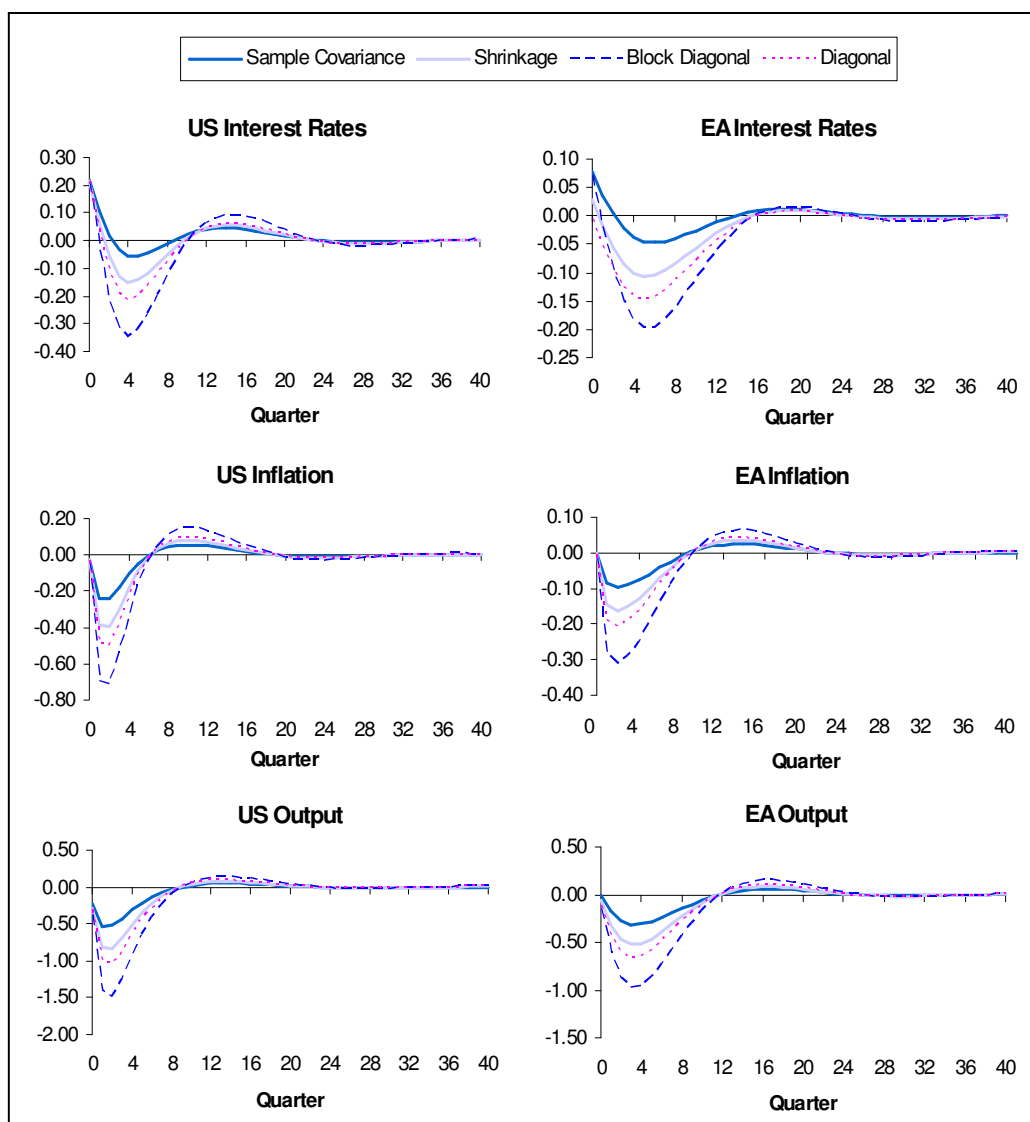 Sample Covariance Shrinkage Block Diagonal Diagonal
US Interest Rates
0.30
0.20
0.10
0.00
-0.10
-0.20
-0.30
-0.40
0 4 8 12 16 20 24 28 32 36 40
Quarter
EA Interest Rates
0.10
0.05
0.00
-0.05
-0.10
-0.15
-0.20
-0.25
0 4 8 12 16 20 24 28 32 36 40
Quarter
US Inflation
0.20
0.00
-0.20
-0.40
-0.60
-0.80
0 4 8 12 16 20 24 28 32 36 40
Quarter
EA Inflation
0.10
0.00
-0.10
-0.20
-0.30
-0.40
0 4 8 12 16 20 24 28 32 36 40
Quarter
US Output
0.50
0.00
-0.50
-1.00
-1.50
-2.00
0 4 8 12 16 20 24 28 32 36 40
Quarter
EA Output
0.50
0.00
-0.50
-1.00
-1.50
0 4 8 12 16 20 24 28 32 36 40
Quarter